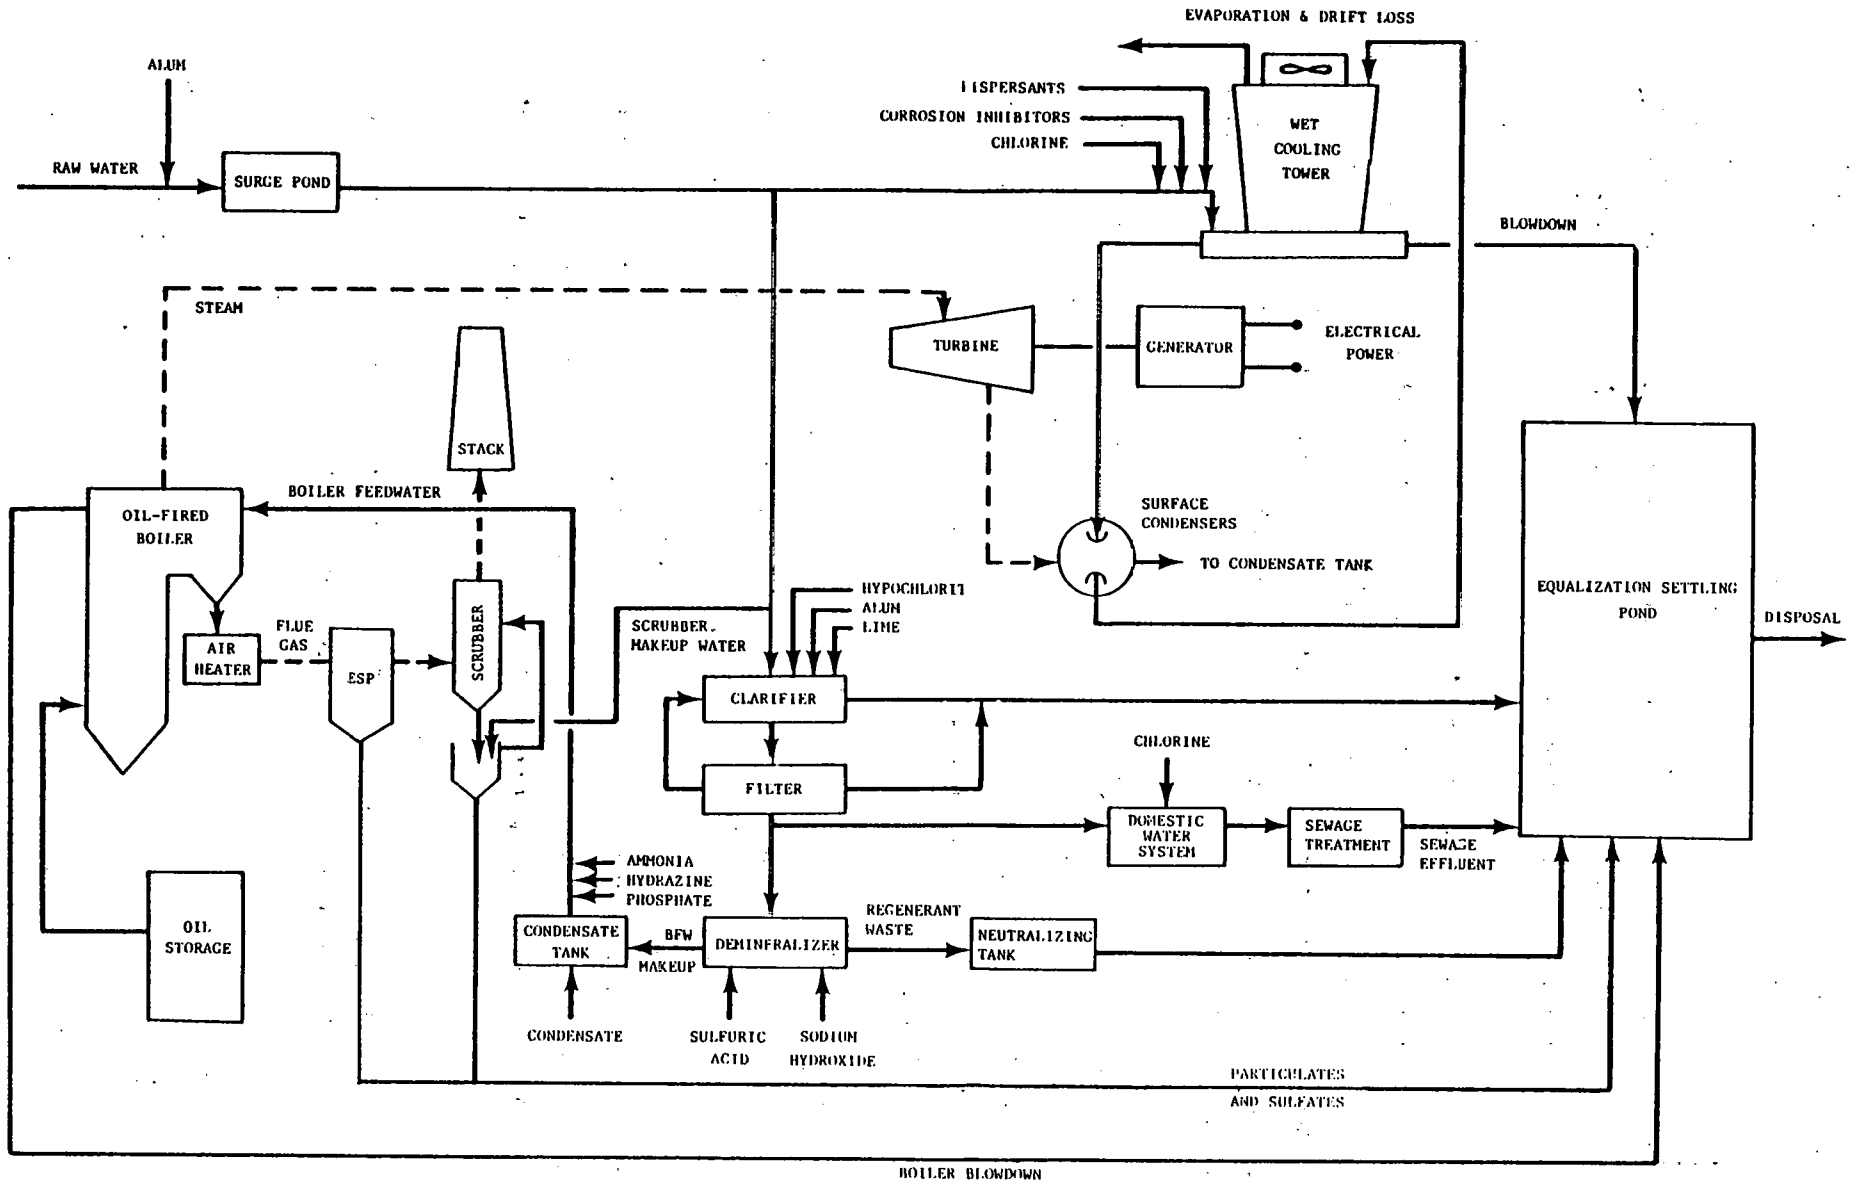 EVAPORATION & DRIFT LOSS
ALUM
DISPERSANTS
CORROSION INHIBITORS
CHLORINE
WET
COOLING
TOWER
RAW WATER
SURGE POND
BLOWDOWN
STEAM
TURBINE
GENERATOR
ELECTRICAL
POWER
STACK
BOILER FEEDWATER
OIL-FIRED
BOILER
SURFACE
CONDENSERS
TO CONDENSATE TANK
EQUALIZATION SETTLING
POND
DISPOSAL
HYPOCHLORIT
ALUM
LIME
SCRUBBER
SCRUBBER
MAKEUP WATER
FLUE
GAS
AIR
HEATER
ESP
CLARIFIER
FILTER
CHLORINE
DOMESTIC
WATER
SYSTEM
SEWAGE
TREATMENT
SEWAGE
EFFLUENT
AMMONIA
HYDRAZINE
PHOSPHATE
OIL
STORAGE
CONDENSATE
TANK
BFW
MAKEUP
DEMINERALIZER
REGENERANT
WASTE
NEUTRALIZING
TANK
CONDENSATE
SULFURIC
ACID
SODIUM
HYDROXIDE
PARTICULATES
AND SULFATES
BOILER BLOWDOWN